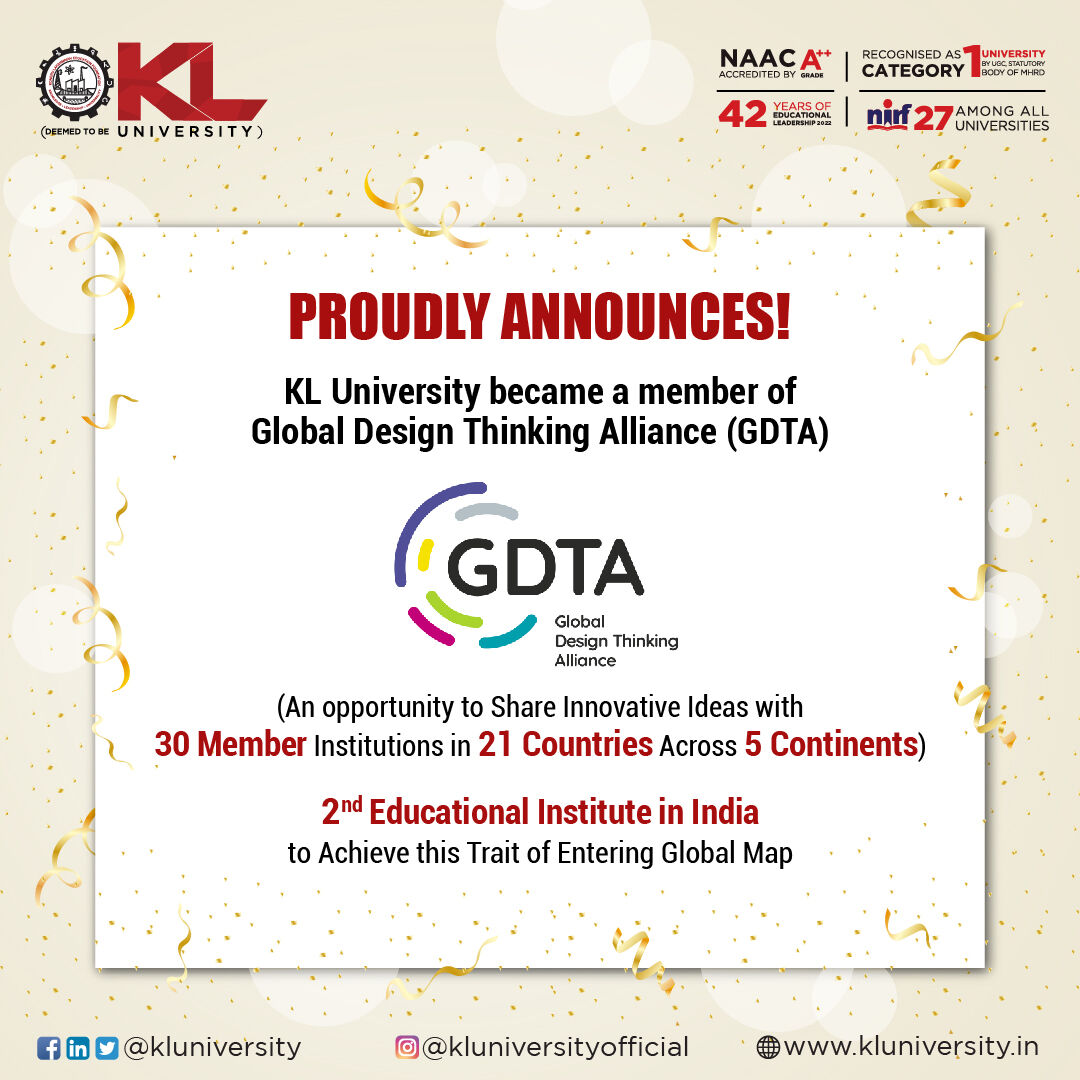 KL
(DEEMED TO BE UNIVERSITY)
NAAC A++
ACCREDITED BY GRADE
RECOGNISED AS CATEGORY 1 UNIVERSITY
BY UGC, STATUTORY
BODY OF MHRD
42 YEARS OF
EDUCATIONAL
LEADERSHIP 2022
nirf 27 AMONG ALL
UNIVERSITIES
PROUDLY ANNOUNCES!
KL University became a member of
Global Design Thinking Alliance (GDTA)
GDTA
Global
Design Thinking
Alliance
(An opportunity to Share Innovative Ideas with
30 Member Institutions in 21 Countries Across 5 Continents)
2nd Educational Institute in India
to Achieve this Trait of Entering Global Map
@kluniversity
@kluniversityofficial
www.kluniversity.in